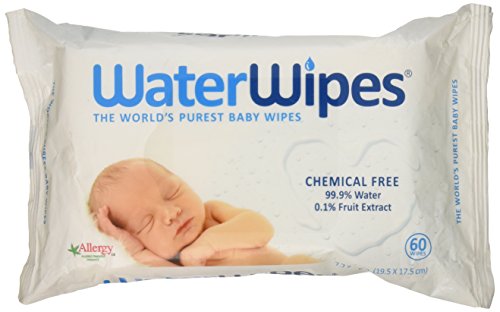 WaterWipes®
THE WORLD'S PUREST BABY WIPES
CHEMICAL FREE
99.9% Water
0.1% Fruit Extract
Allergy UK
60
WIPES
(19.5 X 17.5 cm)
THE WORLD'S PUREST BABY WIPES